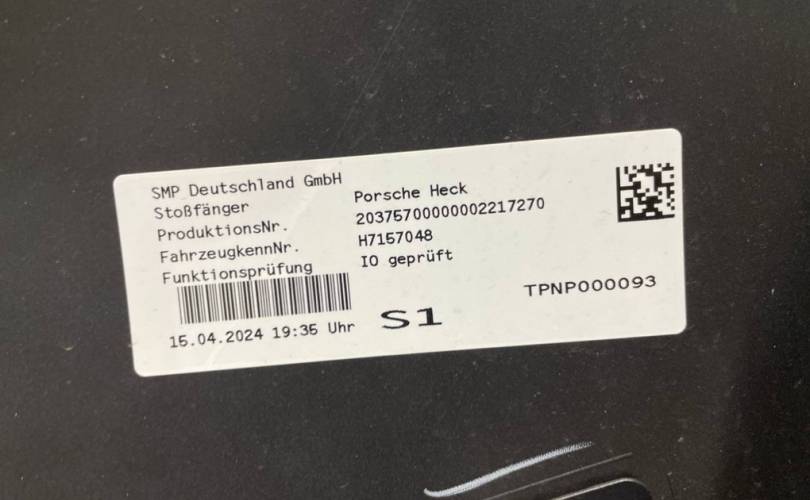 SMP Deutschland GmbH
Stoßfänger Porsche Heck
ProduktionsNr. 20375700000002217270
FahrzeugkennNr. H7157048
Funktionsprüfung IO geprüft
TPNP000093
15.04.2024 19:35 Uhr S1